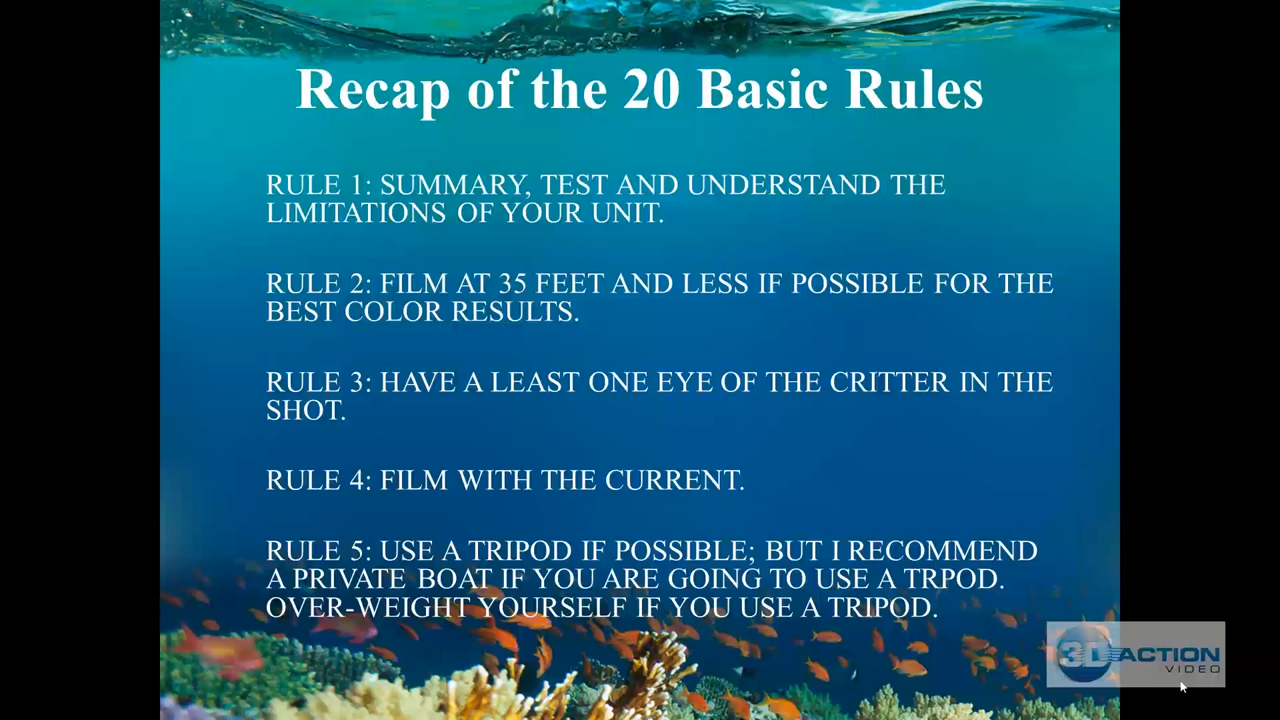 Recap of the 20 Basic Rules
RULE 1: SUMMARY, TEST AND UNDERSTAND THE
LIMITATIONS OF YOUR UNIT.
RULE 2: FILM AT 35 FEET AND LESS IF POSSIBLE FOR THE
BEST COLOR RESULTS.
RULE 3: HAVE A LEAST ONE EYE OF THE CRITTER IN THE
SHOT.
RULE 4: FILM WITH THE CURRENT.
RULE 5: USE A TRIPOD IF POSSIBLE; BUT I RECOMMEND
A PRIVATE BOAT IF YOU ARE GOING TO USE A TRPOD.
OVER-WEIGHT YOURSELF IF YOU USE A TRIPOD.
3D ACTION
VIDEO